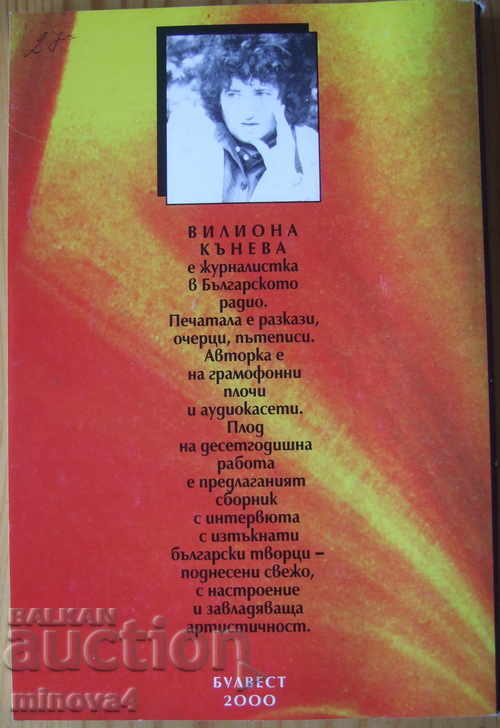 ВИЛИОНА
КЪНЕВА
е журналистка
в Българското
радио.
Печатала е разкази,
очерци, пътеписи.
Авторка е
на грамофонни
плочи
и аудиокасети.
Плод
на десетгодишна
работа
е предлаганият
сборник
с интервюта
с изтъкнати
български творци –
поднесени свежо,
с настроение
и завладяваща
артистичност.
BALKAN
auction
minova4
БУЛВЕСТ
2000